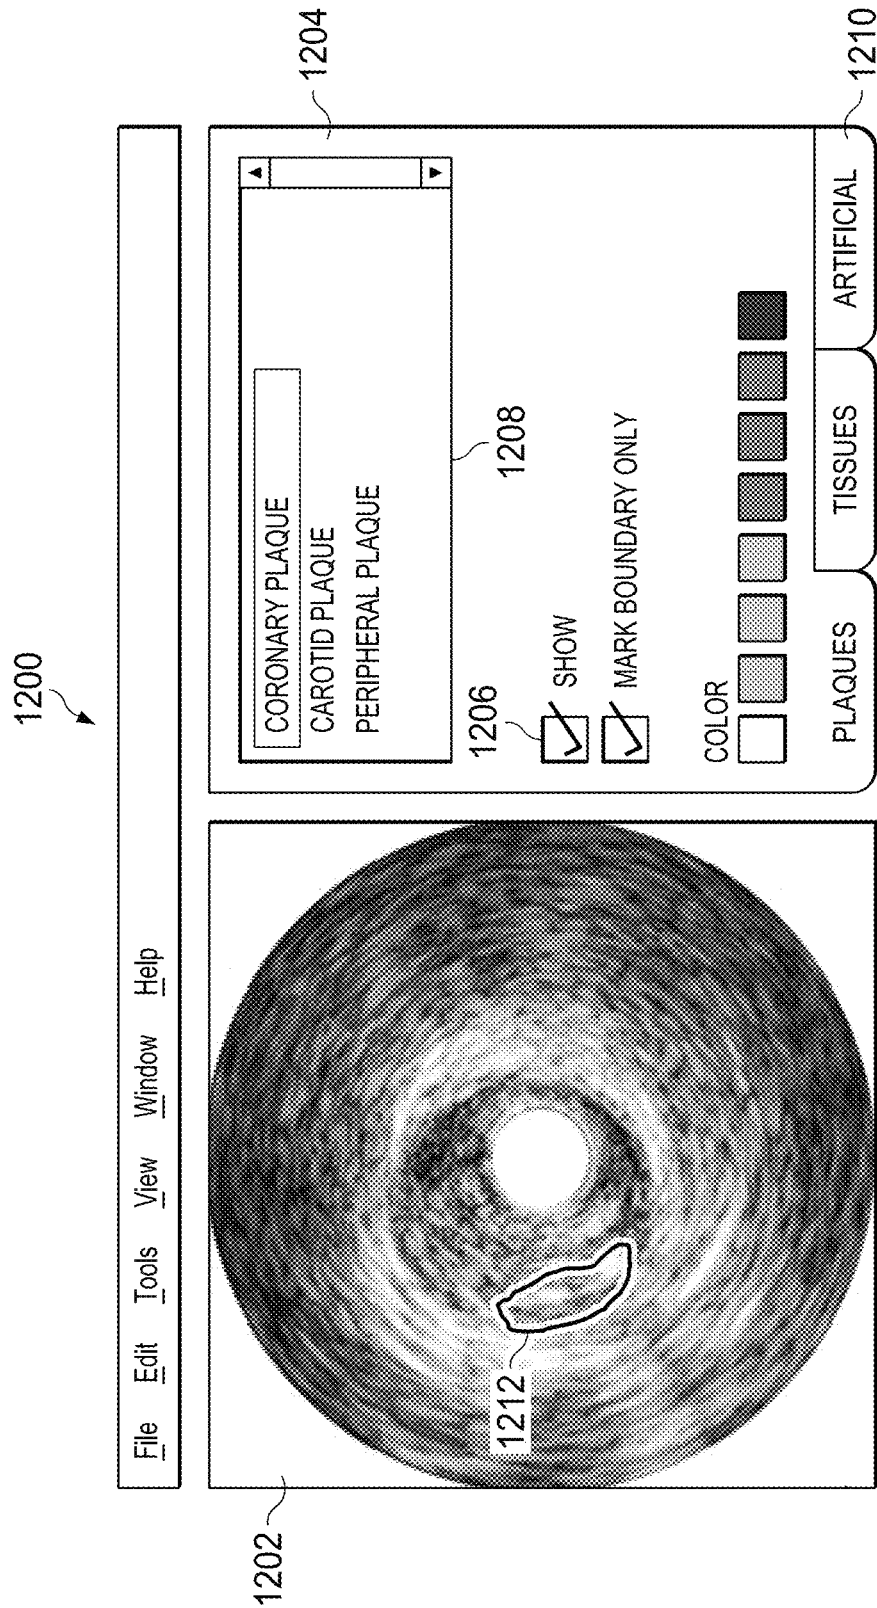 1200
File Edit Tools View Window Help
1202
1204
CORONARY PLAQUE
CAROTID PLAQUE
PERIPHERAL PLAQUE
1208
1206
SHOW
MARK BOUNDARY ONLY
COLOR
PLAQUES TISSUES ARTIFICIAL
1210
1212